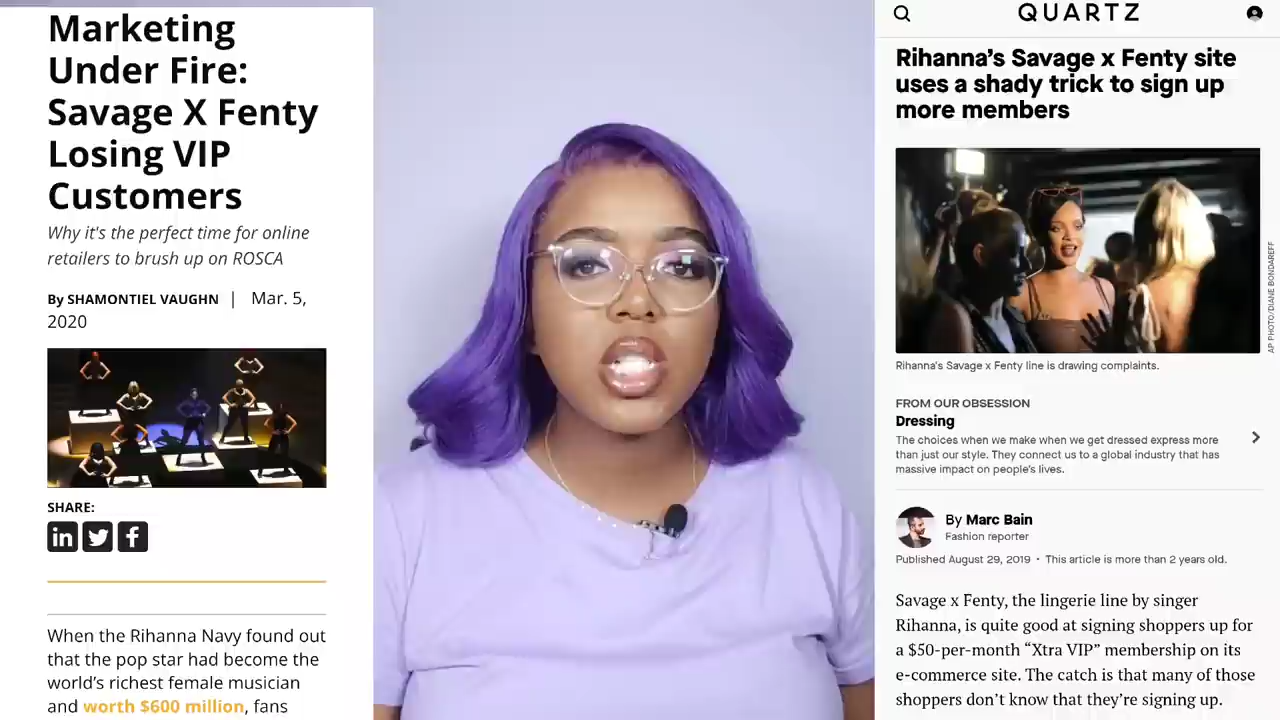 Marketing
Under Fire:
Savage X Fenty
Losing VIP
Customers
Why it's the perfect time for online
retailers to brush up on ROSCA
By SHAMONTIEL VAUGHN | Mar. 5,
2020
SHARE:
When the Rihanna Navy found out
that the pop star had become the
world's richest female musician
and worth $600 million, fans
QUARTZ
Rihanna's Savage x Fenty site
uses a shady trick to sign up
more members
AP PHOTO/DIANE BONDAREFF
Rihanna's Savage x Fenty line is drawing complaints.
FROM OUR OBSESSION
Dressing
The choices when we make when we get dressed express more
than just our style. They connect us to a global industry that has
massive impact on people's lives.
By Marc Bain
Fashion reporter
Published August 29, 2019 • This article is more than 2 years old.
Savage x Fenty, the lingerie line by singer
Rihanna, is quite good at signing shoppers up for
a $50-per-month “Xtra VIP” membership on its
e-commerce site. The catch is that many of those
shoppers don’t know that they’re signing up.